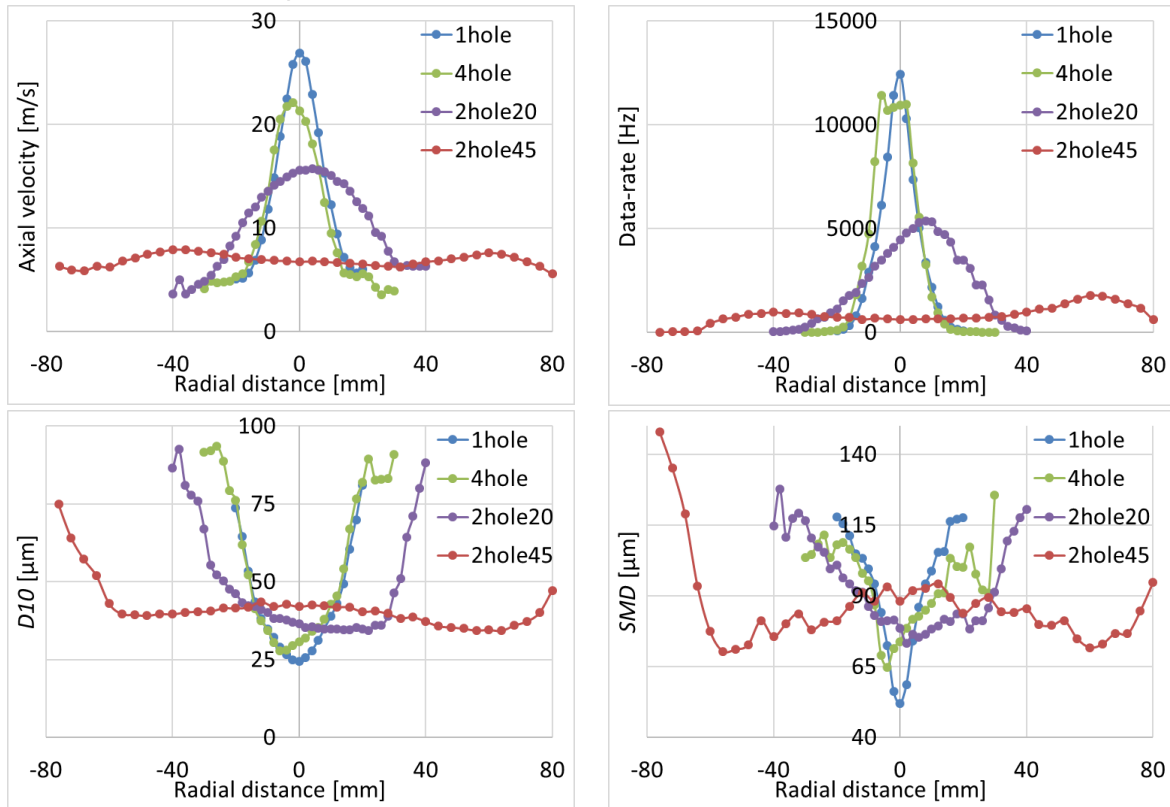 30
20
10
0
-80
-40
0
40
80
Axial velocity [m/s]
Radial distance [mm]
1hole
4hole
2hole20
2hole45
15000
10000
5000
0
-80
-40
0
40
80
Data-rate [Hz]
Radial distance [mm]
1hole
4hole
2hole20
2hole45
100
75
50
25
0
-80
-40
0
40
80
D10 [µm]
Radial distance [mm]
1hole
4hole
2hole20
2hole45
140
115
90
65
40
-80
-40
0
40
80
SMD [µm]
Radial distance [mm]
1hole
4hole
2hole20
2hole45